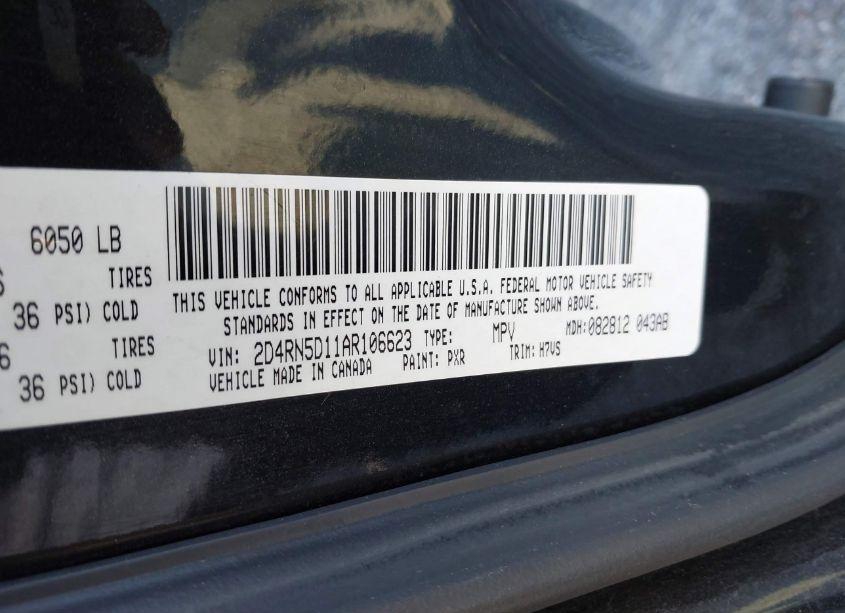 6050 LB
TIRES
36 PSI) COLD
TIRES
36 PSI) COLD
THIS VEHICLE CONFORMS TO ALL APPLICABLE U.S.A. FEDERAL MOTOR VEHICLE SAFETY
STANDARDS IN EFFECT ON THE DATE OF MANUFACTURE SHOWN ABOVE.
VIN: 2D4RN5D11AR106623 TYPE: MPV MDH: 082812 043AB
VEHICLE MADE IN CANADA PAINT: PXR TRIM: H7VS